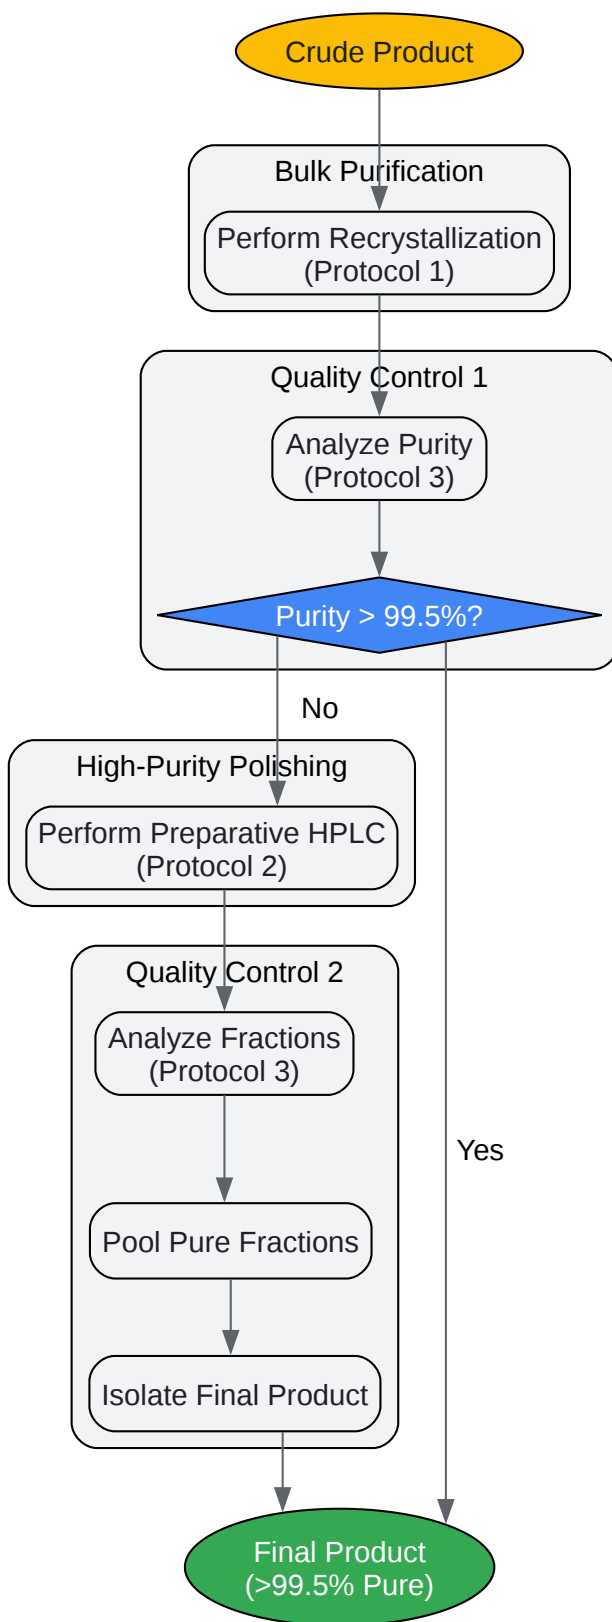 Crude Product
Bulk Purification
Perform Recrystallization
(Protocol 1)
Quality Control 1
Analyze Purity
(Protocol 3)
Purity > 99.5%?
No
High-Purity Polishing
Perform Preparative HPLC
(Protocol 2)
Quality Control 2
Analyze Fractions
(Protocol 3)
Yes
Pool Pure Fractions
Isolate Final Product
Final Product
(>99.5% Pure)